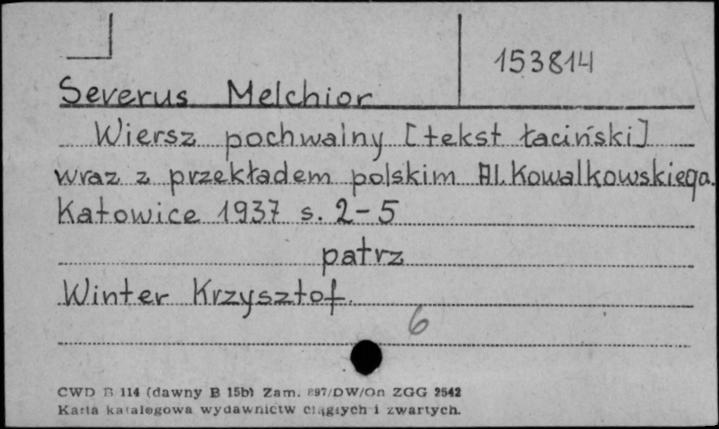 153814
Severus Melchior
Wiersz pochwalny [tekst łaciński]
wraz z przekładem polskim Al. Kowalkowskiego.
Katowice 1937 s. 2-5
patrz
Winter Krzysztof.
6
CWD B 114 (dawny B 15b) Zam. 897/DW/On ZGG 2542
Karta katalogowa wydawnictw ciągłych i zwartych.